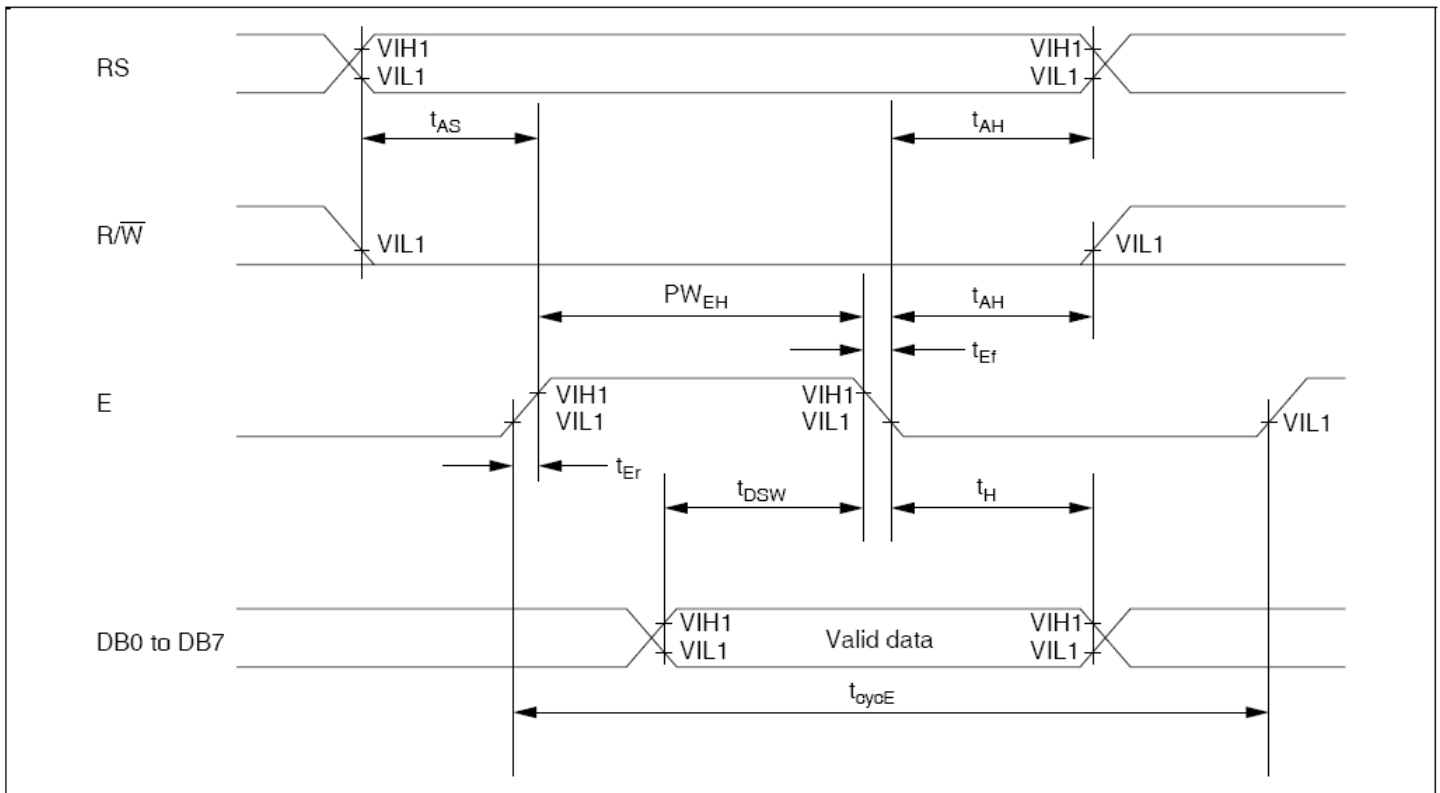 RS
VIH1
VIL1
VIH1
VIL1
tAS
tAH
R/W̅
VIL1
VIL1
PWEH
tAH
tEf
E
VIH1
VIL1
VIH1
VIL1
VIL1
tEr
tDSW
tH
DB0 to DB7
VIH1
VIL1
Valid data
VIH1
VIL1
tcycE